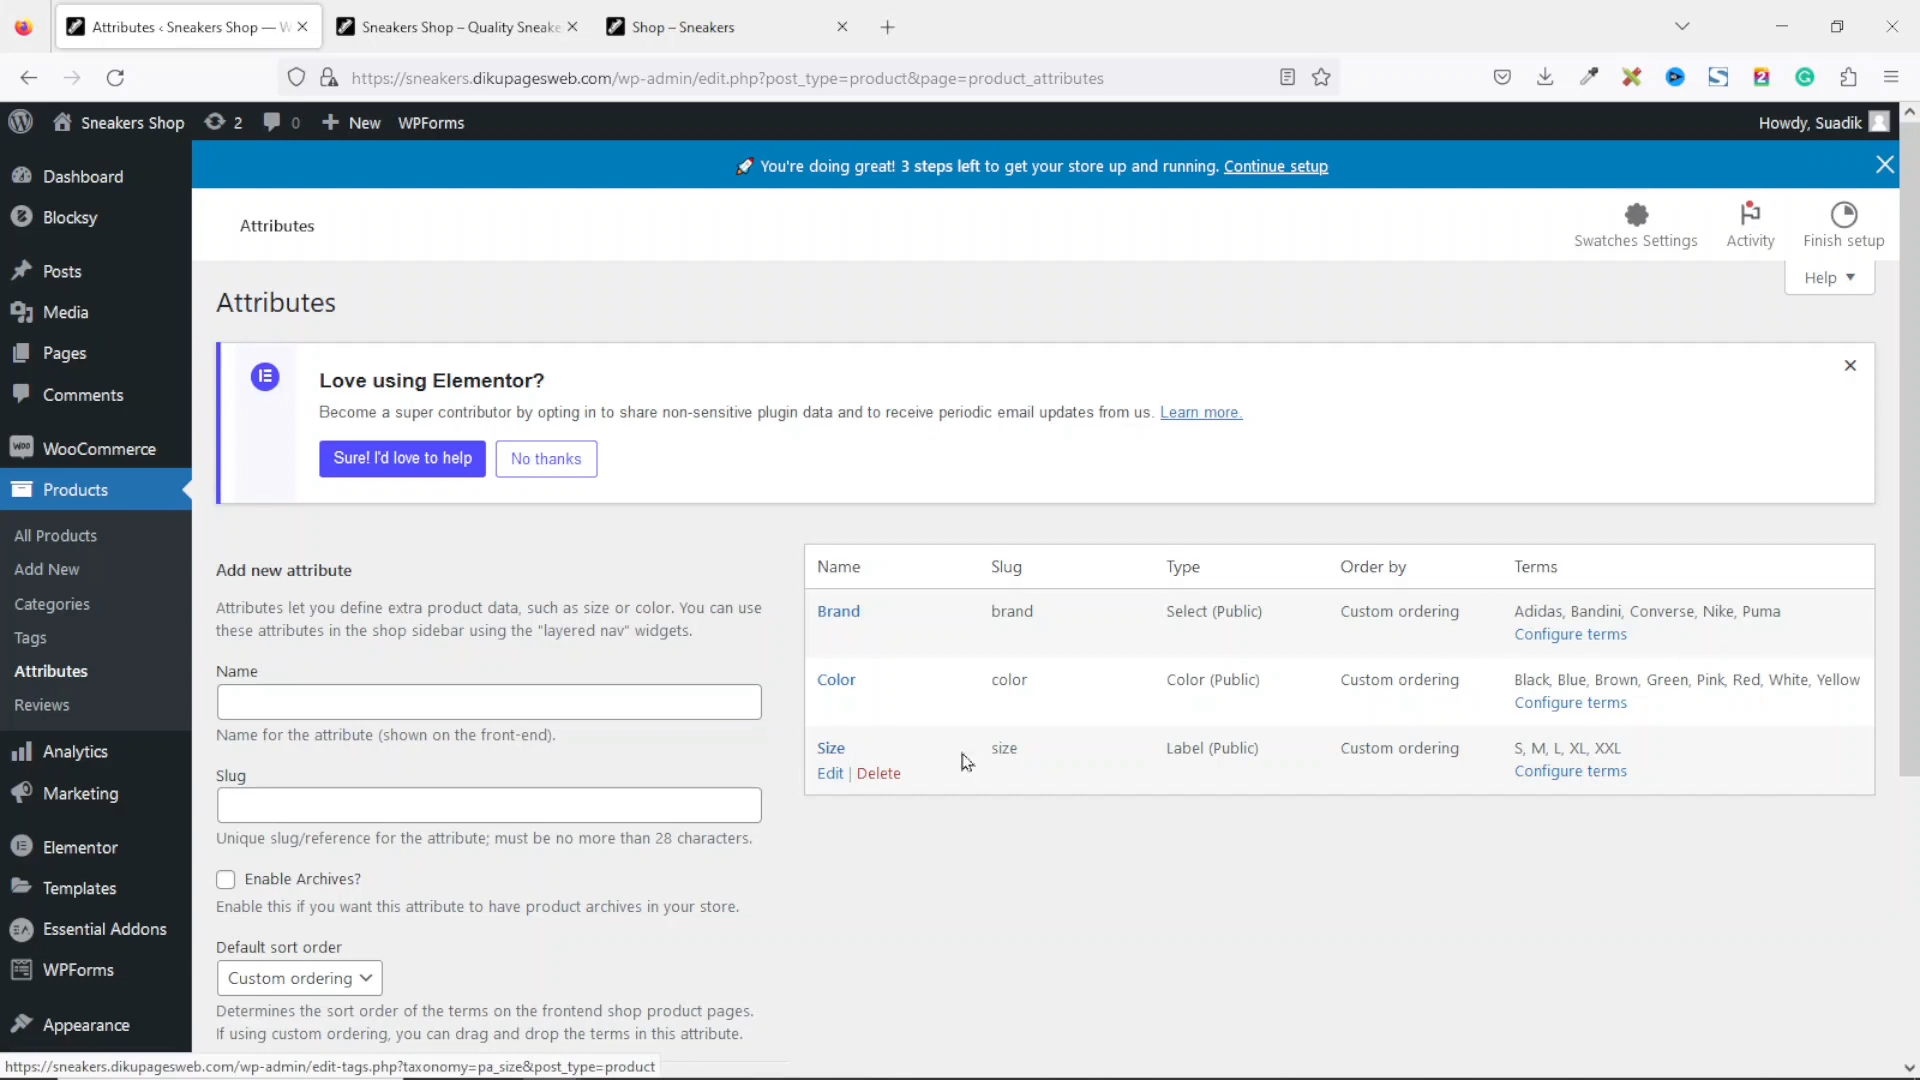 Attributes ‹ Sneakers Shop — W
Sneakers Shop – Quality Sneake
Shop – Sneakers
https://sneakers.dikupagesweb.com/wp-admin/edit.php?post_type=product&page=product_attributes
Sneakers Shop
2
0
New
WPForms
Howdy, Suadik
You're doing great! 3 steps left to get your store up and running. Continue setup
Dashboard
Blocksy
Posts
Media
Pages
Comments
WooCommerce
Products
All Products
Add New
Categories
Tags
Attributes
Reviews
Analytics
Marketing
Elementor
Templates
Essential Addons
WPForms
Appearance
Attributes
Swatches Settings
Activity
Finish setup
Help
Attributes
Love using Elementor?
Become a super contributor by opting in to share non-sensitive plugin data and to receive periodic email updates from us. Learn more.
Sure! I'd love to help
No thanks
Add new attribute
Attributes let you define extra product data, such as size or color. You can use
these attributes in the shop sidebar using the "layered nav" widgets.
Name
Name for the attribute (shown on the front-end).
Slug
Unique slug/reference for the attribute; must be no more than 28 characters.
Enable Archives?
Enable this if you want this attribute to have product archives in your store.
Default sort order
Custom ordering
Determines the sort order of the terms on the frontend shop product pages.
If using custom ordering, you can drag and drop the terms in this attribute.
Name Slug Type Order by Terms
Brand brand Select (Public) Custom ordering Adidas, Bandini, Converse, Nike, Puma
Configure terms
Color color Color (Public) Custom ordering Black, Blue, Brown, Green, Pink, Red, White, Yellow
Configure terms
Size size Label (Public) Custom ordering S, M, L, XL, XXL
Edit | Delete Configure terms
https://sneakers.dikupagesweb.com/wp-admin/edit-tags.php?taxonomy=pa_size&post_type=product